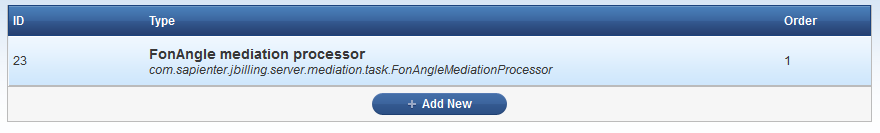 ID Type Order
FonAngle mediation processor
23 com.sapienter.jbilling.server.mediation.task.FonAngleMediationProcessor 1
+ Add New